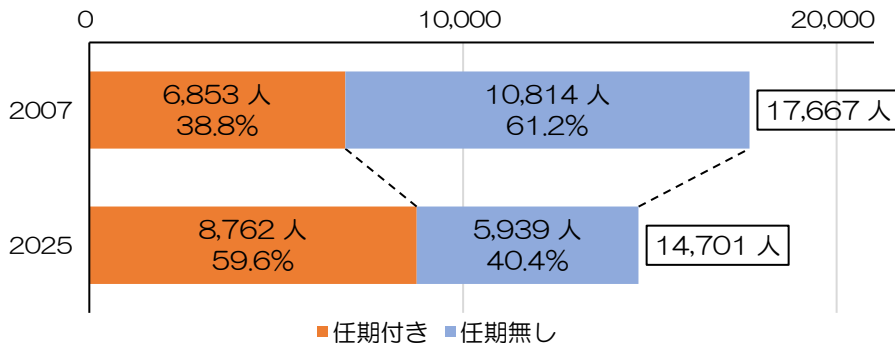 0 10,000 20,000
2007
6,853 人
38.8%
10,814 人
61.2%
17,667 人
2025
8,762 人
59.6%
5,939 人
40.4%
14,701 人
任期付き 任期無し